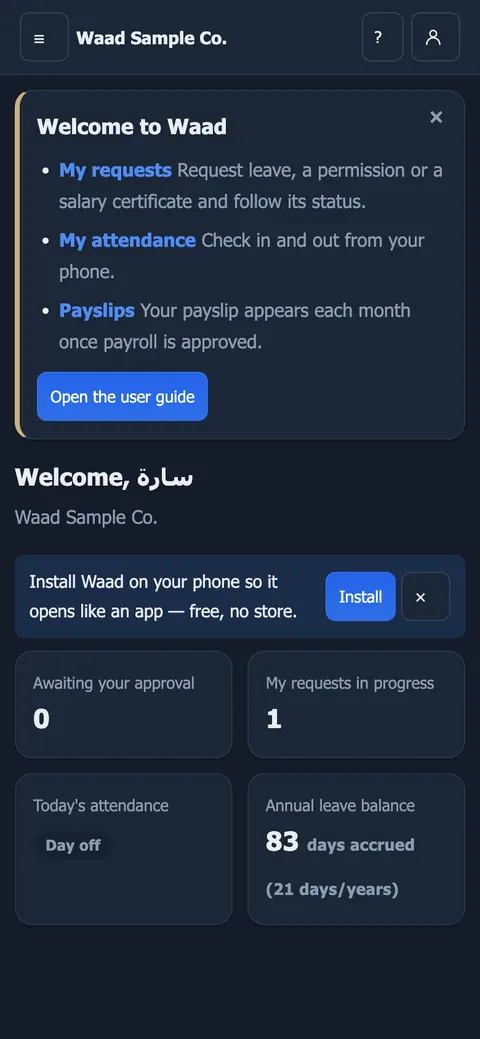 ≡ Waad Sample Co. ?
Welcome to Waad ×
• My requests Request leave, a permission or a
salary certificate and follow its status.
• My attendance Check in and out from your
phone.
• Payslips Your payslip appears each month
once payroll is approved.
Open the user guide
Welcome, سارة
Waad Sample Co.
Install Waad on your phone so it
opens like an app — free, no store.
Install ×
Awaiting your approval
0
My requests in progress
1
Today's attendance
Day off
Annual leave balance
83 days accrued
(21 days/years)